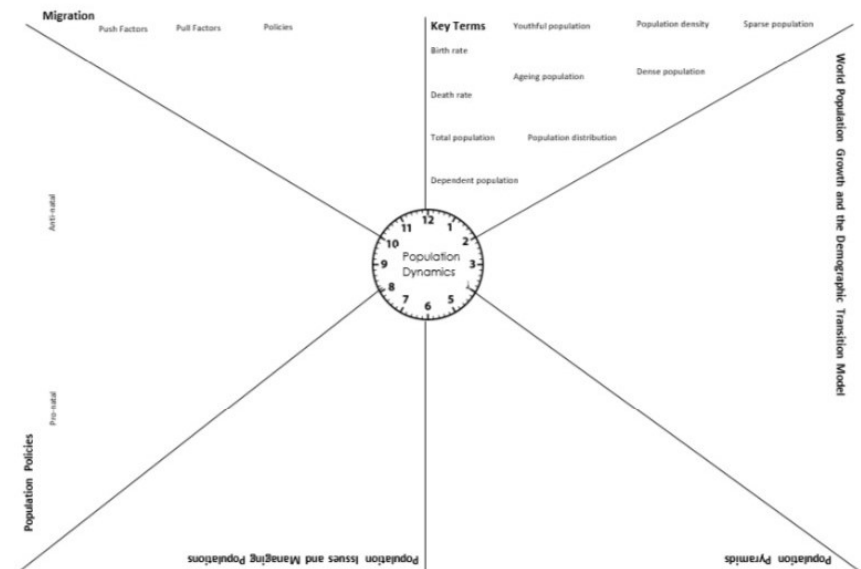 Migration
Push Factors
Pull Factors
Policies
Key Terms
Youthful population
Population density
Sparse population
Birth rate
Ageing population
Dense population
Death rate
Total population
Population distribution
Dependent population
World Population Growth and the Demographic Transition Model
Population Pyramids
Population Issues and Managing Populations
Population Policies
Pro-natal
Anti-natal
12
1
2
3
5
6
7
8
9
10
11
Population
Dynamics